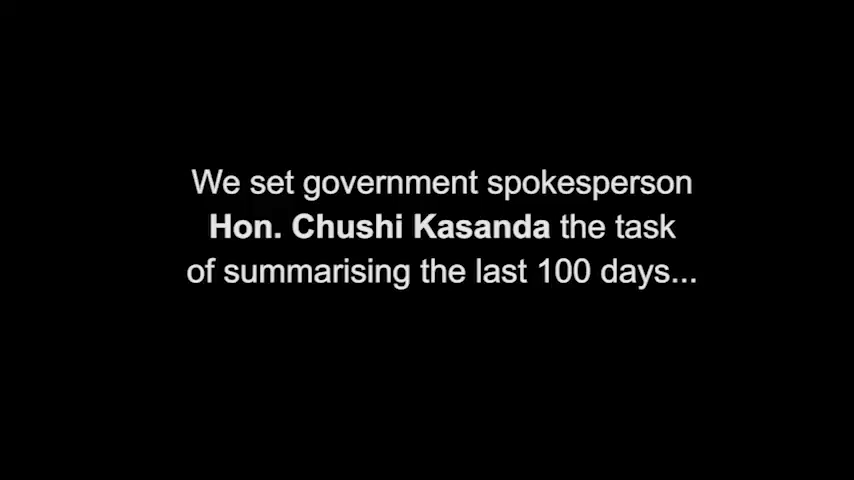 We set government spokesperson
Hon. Chushi Kasanda the task
of summarising the last 100 days...